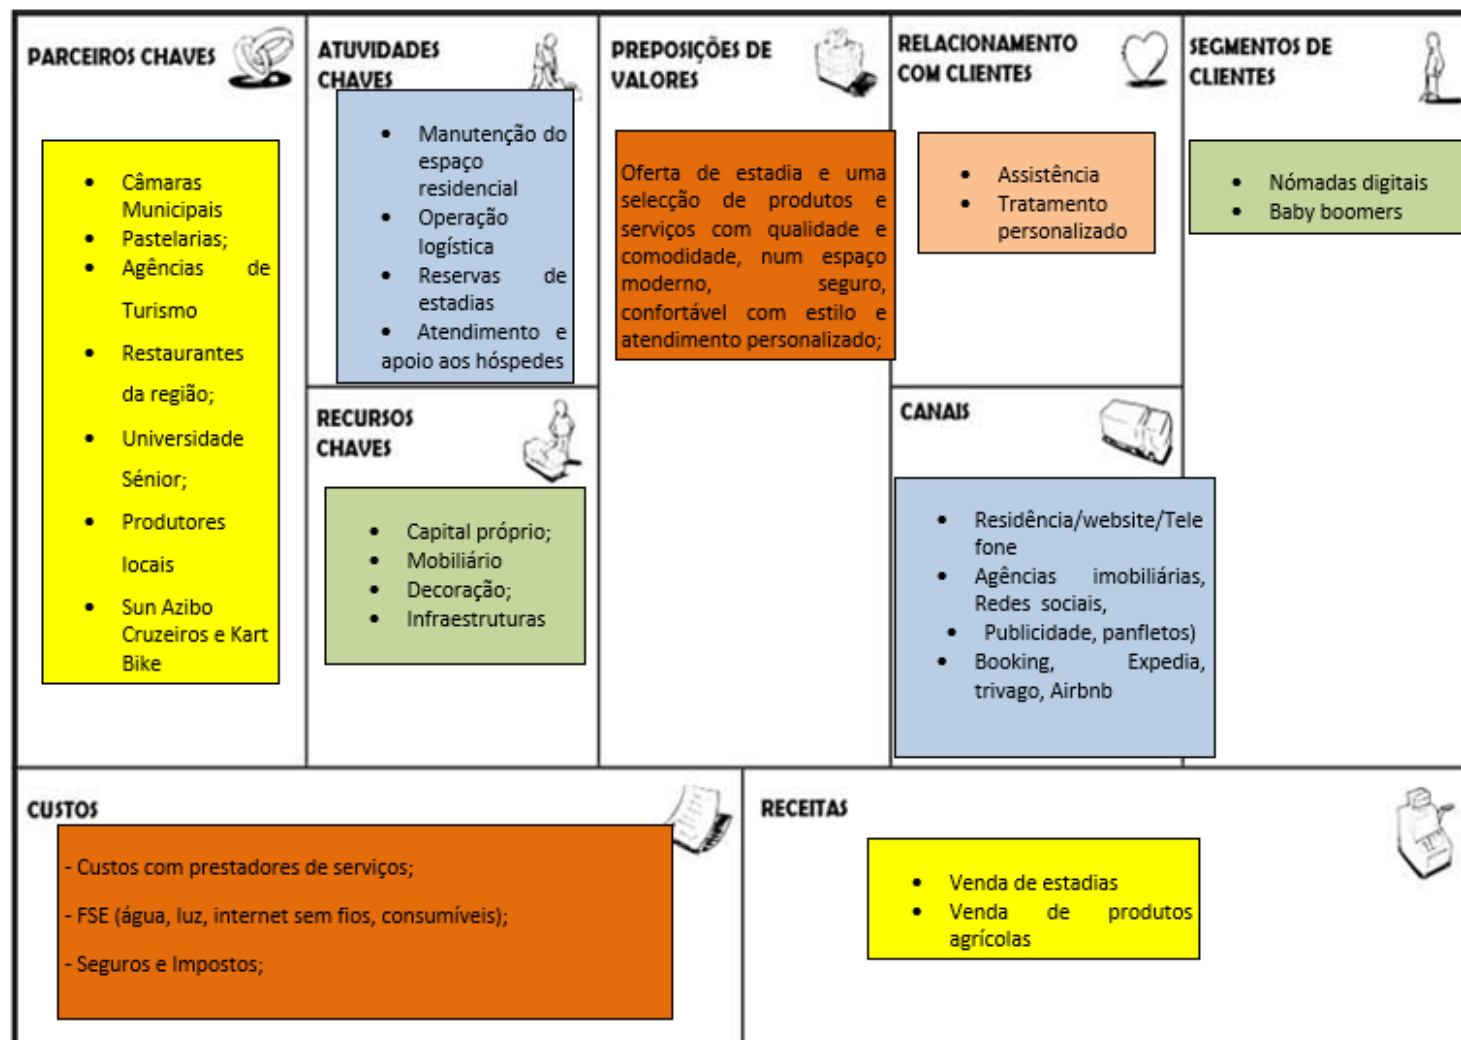 PARCEIROS CHAVES
• Câmaras
Municipais
• Pastelarias;
• Agências de
Turismo
• Restaurantes
da região;
• Universidade
Sénior;
• Produtores
locais
• Sun Azibo
Cruzeiros e Kart
Bike
ATUVIDADES
CHAVES
• Manutenção do
espaço
residencial
• Operação
logística
• Reservas de
estadias
• Atendimento e
apoio aos hóspedes
RECURSOS
CHAVES
• Capital próprio;
• Mobiliário
• Decoração;
• Infraestruturas
PREPOSIÇÕES DE
VALORES
Oferta de estadia e uma
selecção de produtos e
serviços com qualidade e
comodidade, num espaço
moderno, seguro,
confortável com estilo e
atendimento personalizado;
RELACIONAMENTO
COM CLIENTES
• Assistência
• Tratamento
personalizado
CANAIS
• Residência/website/Tele
fone
• Agências imobiliárias,
Redes sociais,
• Publicidade, panfletos)
• Booking, Expedia,
trivago, Airbnb
SEGMENTOS DE
CLIENTES
• Nómadas digitais
• Baby boomers
CUSTOS
- Custos com prestadores de serviços;
- FSE (água, luz, internet sem fios, consumíveis);
- Seguros e Impostos;
RECEITAS
• Venda de estadias
• Venda de produtos
agrícolas